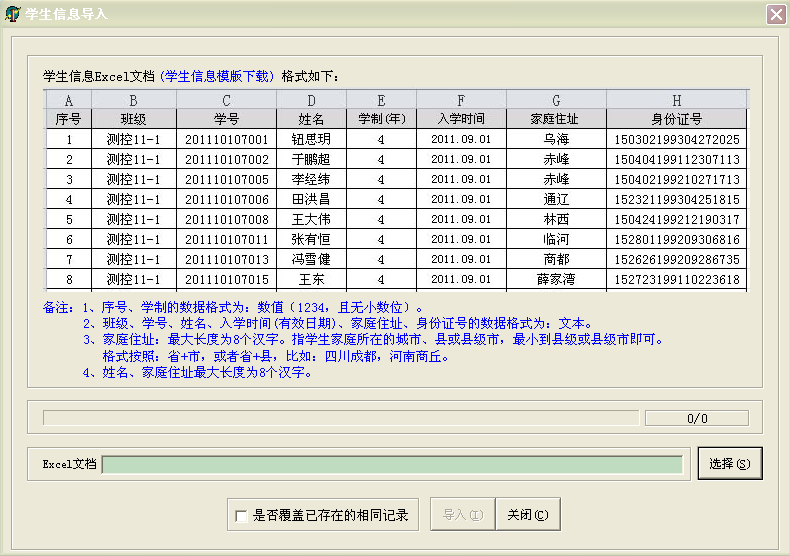 学生信息导入
学生信息Excel文档 (学生信息模版下载) 格式如下：
A B C D E F G H
序号 班级 学号 姓名 学制(年) 入学时间 家庭住址 身份证号
1 测控11-1 201110107001 钮思玥 4 2011.09.01 乌海 150302199304272025
2 测控11-1 201110107002 于鹏超 4 2011.09.01 赤峰 150404199112307113
3 测控11-1 201110107005 李经纬 4 2011.09.01 赤峰 150402199210271713
4 测控11-1 201110107006 田洪昌 4 2011.09.01 通辽 152321199304251815
5 测控11-1 201110107008 王大伟 4 2011.09.01 林西 150424199212190317
6 测控11-1 201110107011 张有恒 4 2011.09.01 临河 152801199209306816
7 测控11-1 201110107013 冯雪健 4 2011.09.01 商都 152626199209286735
8 测控11-1 201110107015 王东 4 2011.09.01 薛家湾 152723199110223618
备注：1、序号、学制的数据格式为：数值（1234，且无小数位）。
2、班级、学号、姓名、入学时间(有效日期)、家庭住址、身份证号的数据格式为：文本。
3、家庭住址：最大长度为8个汉字。指学生家庭所在的城市、县或县级市，最小到县级或县级市即可。
格式按照：省+市，或者省+县，比如：四川成都，河南商丘。
4、姓名、家庭住址最大长度为8个汉字。
0/0
Excel文档 选择(S)
是否覆盖已存在的相同记录 导入(I) 关闭(C)